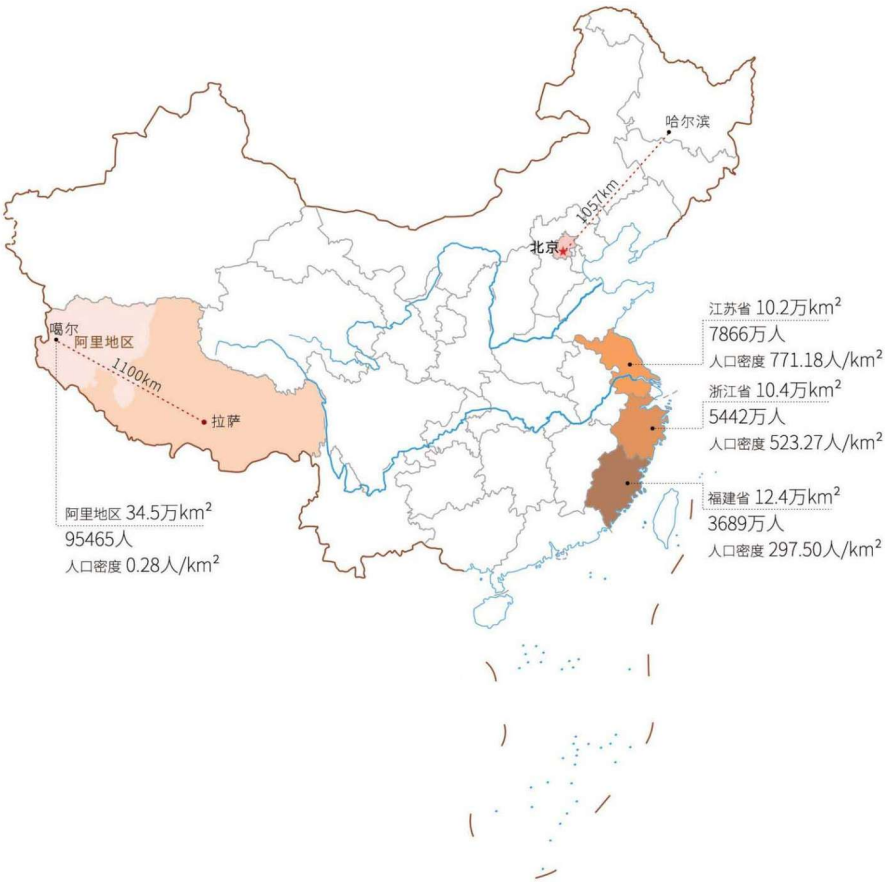 哈尔滨
1057km
北京
江苏省 10.2万km²
7866万人
人口密度 771.18人/km²
噶尔
阿里地区
1100km
拉萨
浙江省 10.4万km²
5442万人
人口密度 523.27人/km²
福建省 12.4万km²
3689万人
人口密度 297.50人/km²
阿里地区 34.5万km²
95465人
人口密度 0.28人/km²